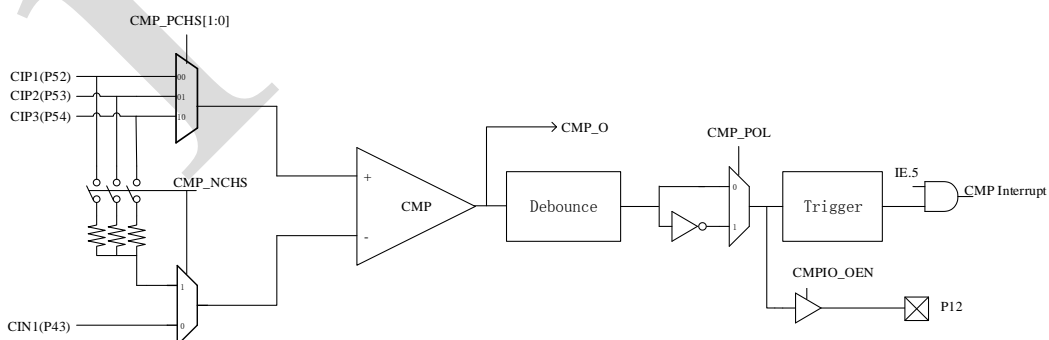 CMP_PCHS[1:0]
CIP1(P52)
00
CIP2(P53)
01
CIP3(P54)
10
CMP_O
CMP_POL
CMP_NCHS
+
CMP
-
Debounce
0
1
Trigger
IE.5
CMP Interrupt
CMPIO_OEN
1
P12
CIN1(P43)
0